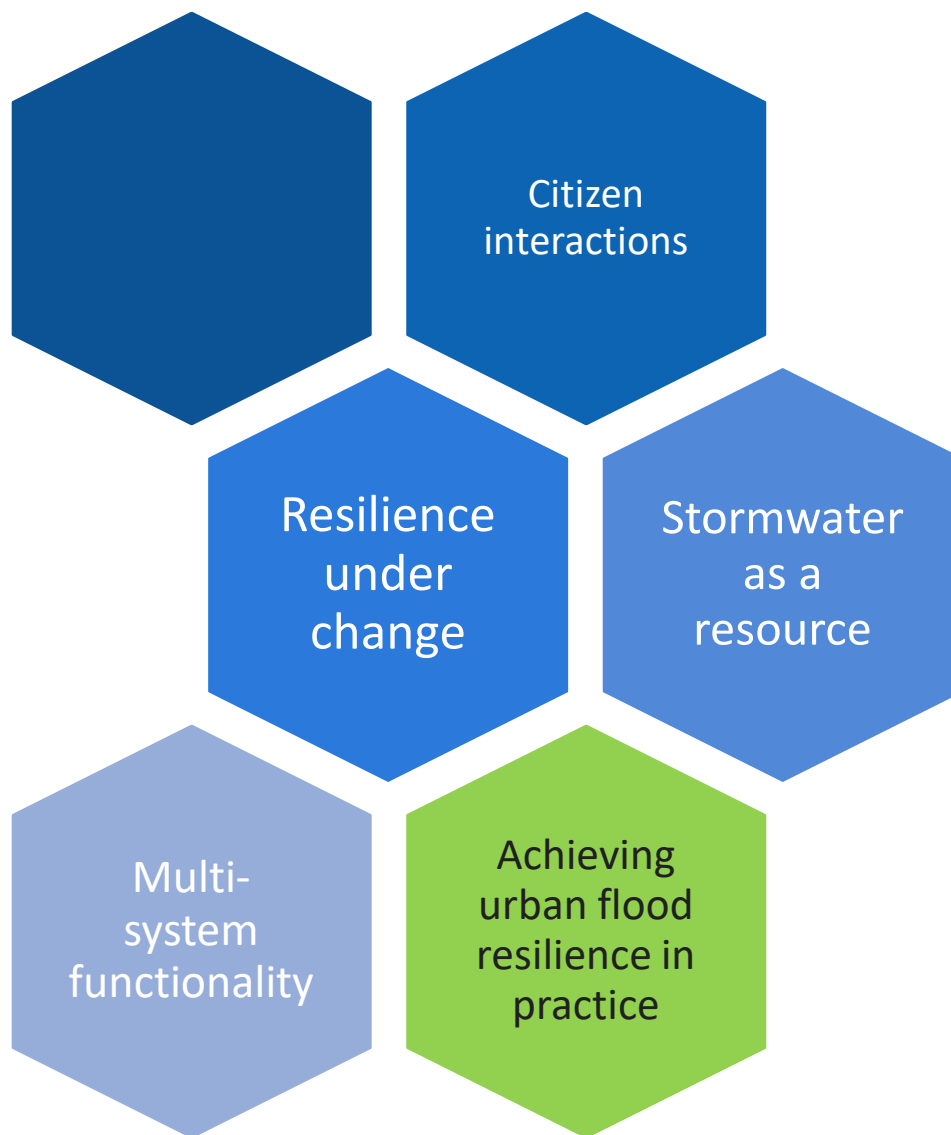 Citizen
interactions
Resilience
under
change
Stormwater
as a
resource
Multi-
system
functionality
Achieving
urban flood
resilience in
practice